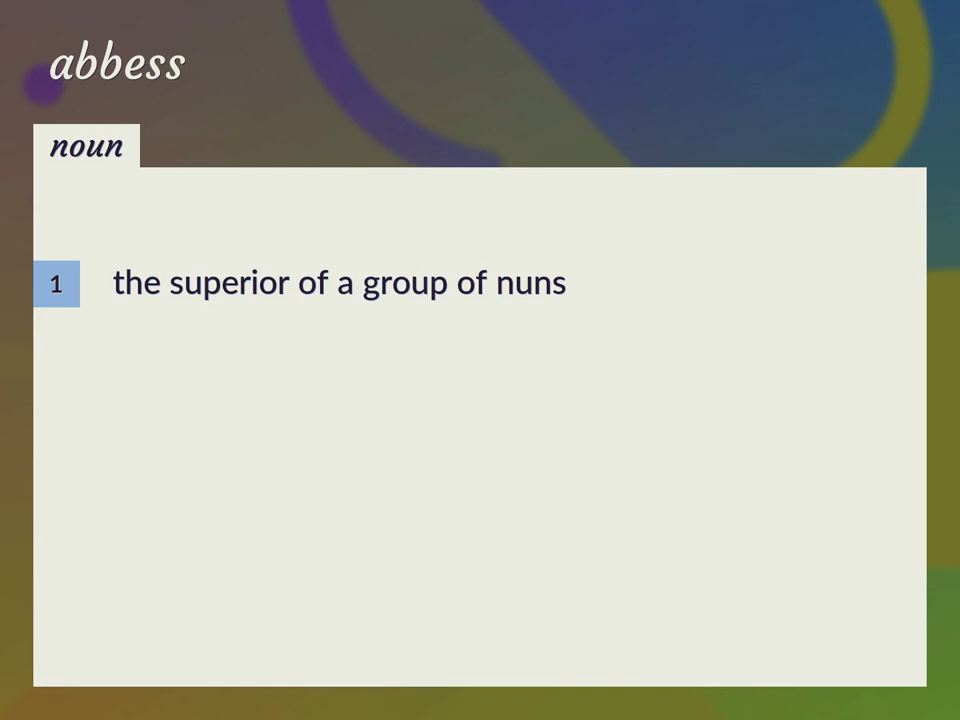 abbess
noun
1 the superior of a group of nuns